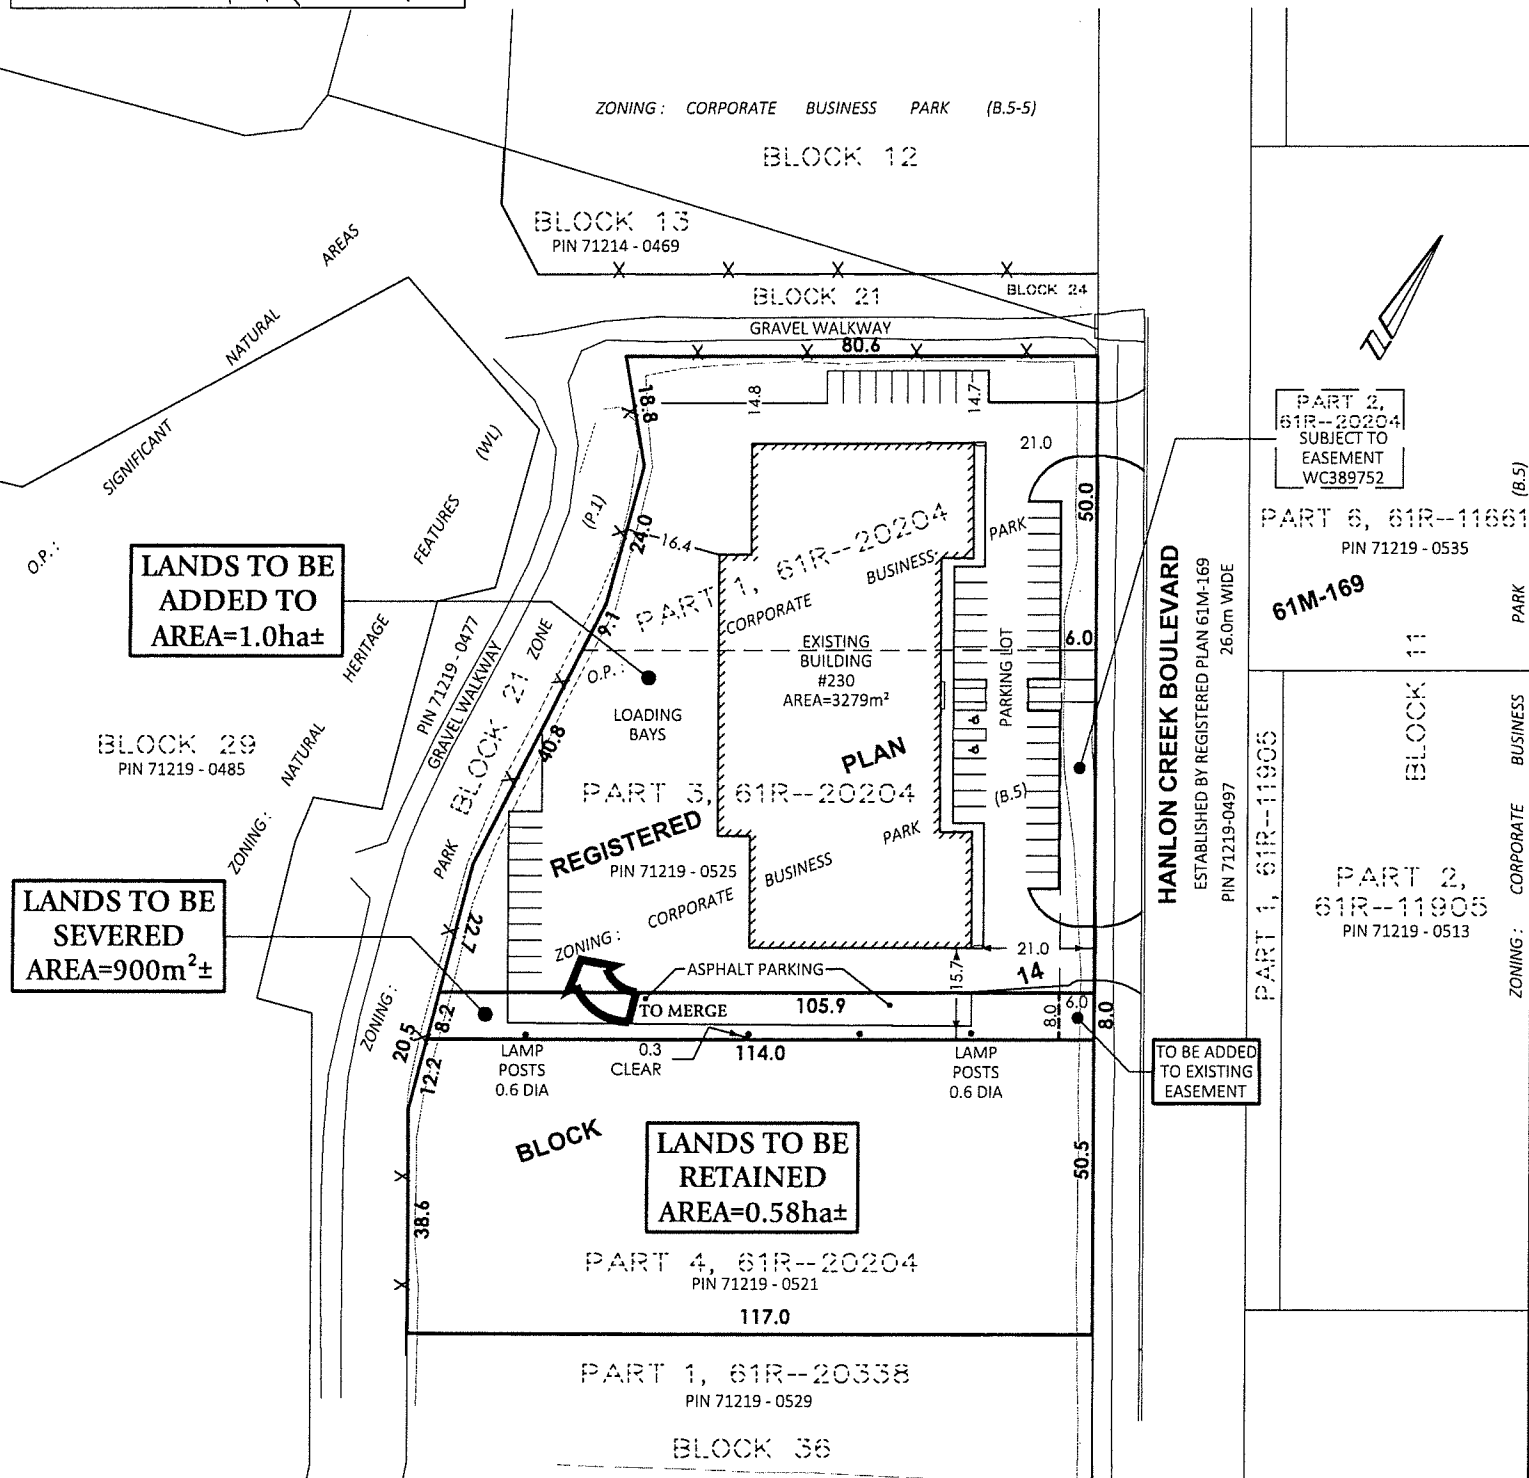 ZONING : CORPORATE BUSINESS PARK (B.5-5)
BLOCK 12
BLOCK 13
PIN 71214 - 0469
BLOCK 21
BLOCK 24
GRAVEL WALKWAY
80.6
SIGNIFICANT NATURAL AREAS
O.P. :
18.8
14.8
14.7
21.0
50.0
PART 2,
61R--20204
SUBJECT TO
EASEMENT
WC389752
PART 6, 61R--11661
PIN 71219 - 0535
61M-169
(B.5)
PARK
BUSINESS
CORPORATE
ZONING :
BLOCK 11
(WL)
FEATURES
HERITAGE
NATURAL
ZONING :
(P.1)
ZONE
PARK
ZONING :
24.0
16.4
PART 1, 61R--20204
LANDS TO BE
ADDED TO
AREA=1.0ha±
9.1
O.P. :
CORPORATE
BUSINESS
PARK
EXISTING
BUILDING
#230
AREA=3279m²
PARKING LOT
6.0
HANLON CREEK BOULEVARD
ESTABLISHED BY REGISTERED PLAN 61M-169
26.0m WIDE
PIN 71219-0497
PIN 71219 - 0477
GRAVEL WALKWAY
BLOCK 21
LOADING
BAYS
40.8
BLOCK 29
PIN 71219 - 0485
PLAN
PART 3, 61R--20204
REGISTERED
PIN 71219 - 0525
(B.5)
PARK
BUSINESS
CORPORATE
ZONING :
PART 1, 61R--11905
PART 2,
61R--11905
PIN 71219 - 0513
LANDS TO BE
SEVERED
AREA=900m²±
22.7
21.0
15.7
14
ASPHALT PARKING
TO MERGE
105.9
8.0
6.0
8.0
20.5
8.2
12.2
LAMP
POSTS
0.6 DIA
0.3
CLEAR
114.0
LAMP
POSTS
0.6 DIA
TO BE ADDED
TO EXISTING
EASEMENT
BLOCK
LANDS TO BE
RETAINED
AREA=0.58ha±
50.5
38.6
PART 4, 61R--20204
PIN 71219 - 0521
117.0
PART 1, 61R--20338
PIN 71219 - 0529
BLOCK 36